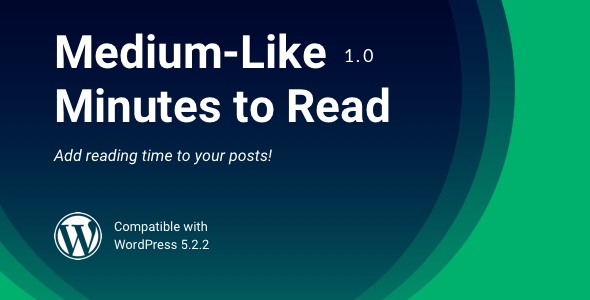 Medium-Like 1.0
Minutes to Read
Add reading time to your posts!
Compatible with
WordPress 5.2.2